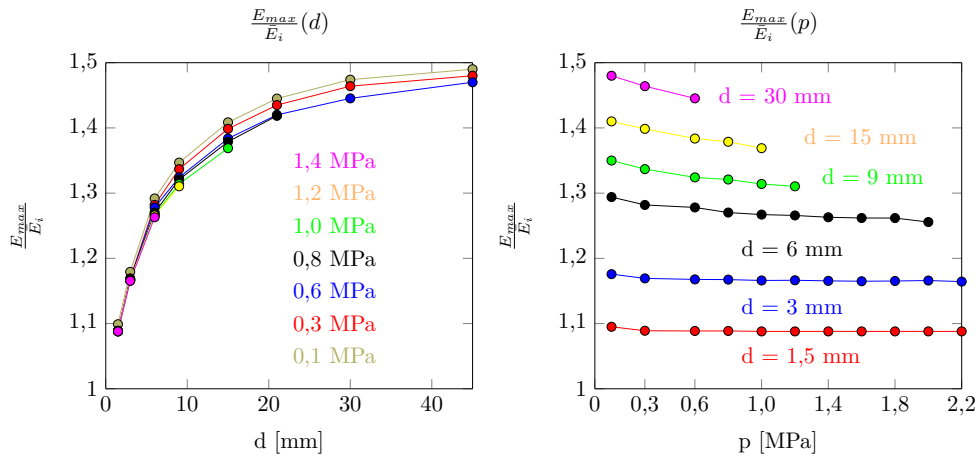 E_max/Ē_i(d)
1,5
1,4
1,3
1,2
1,1
1
E_max/Ē_i
1,4 MPa
1,2 MPa
1,0 MPa
0,8 MPa
0,6 MPa
0,3 MPa
0,1 MPa
0 10 20 30 40
d [mm]
E_max/Ē_i(p)
1,5
1,4
1,3
1,2
1,1
1
E_max/Ē_i
d = 30 mm
d = 15 mm
d = 9 mm
d = 6 mm
d = 3 mm
d = 1,5 mm
0 0,3 0,6 1,0 1,4 1,8 2,2
p [MPa]